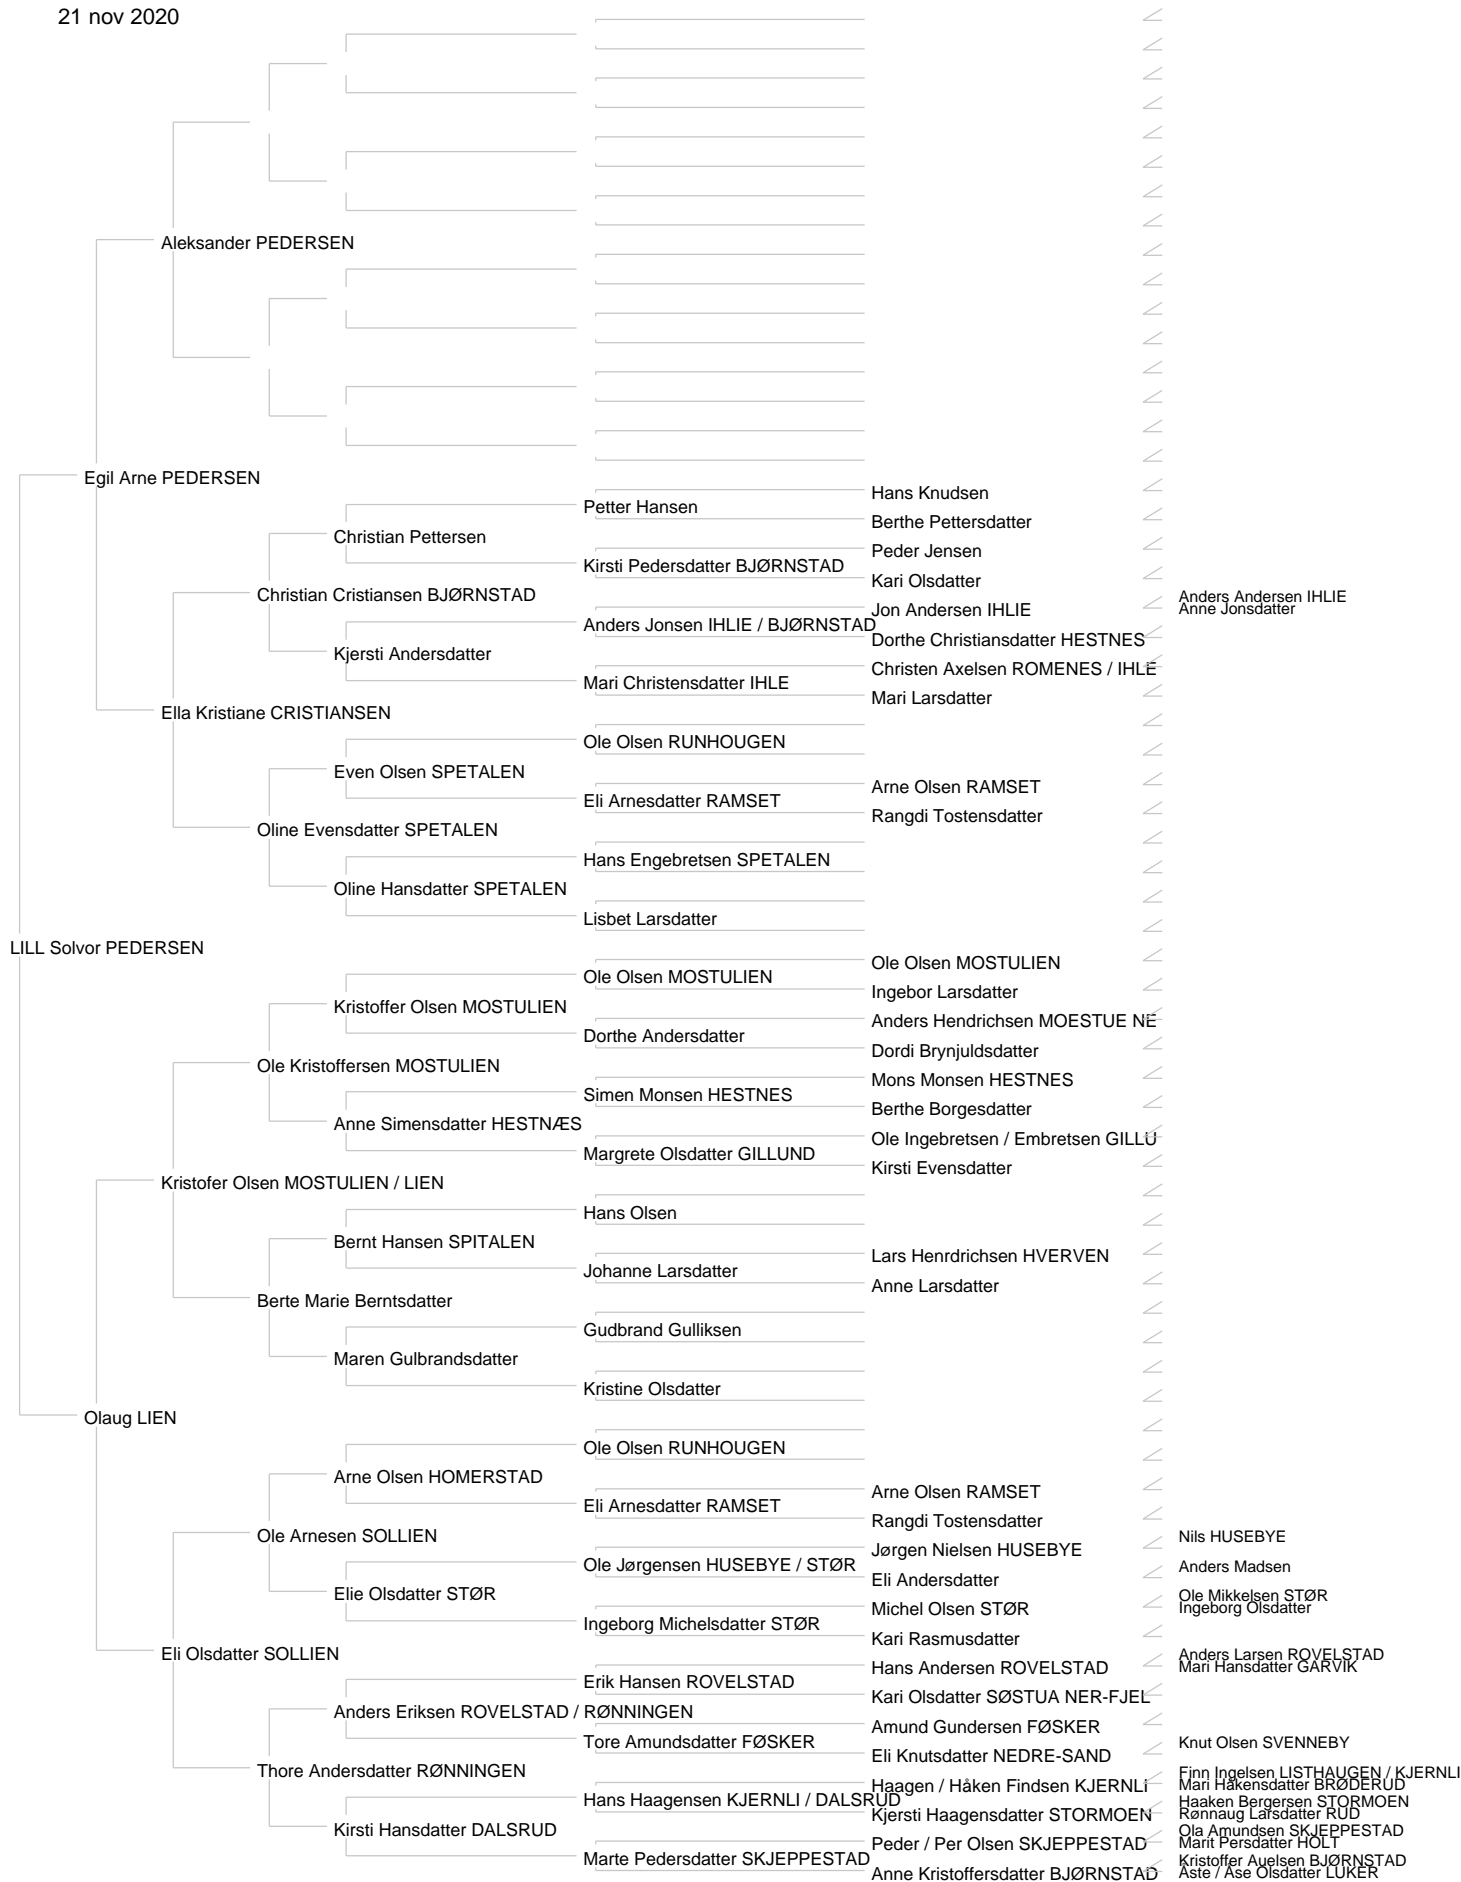 21 nov 2020
Aleksander PEDERSEN
Egil Arne PEDERSEN
Hans Knudsen
Petter Hansen
Berthe Pettersdatter
Christian Pettersen
Peder Jensen
Kirsti Pedersdatter BJØRNSTAD
Kari Olsdatter
Christian Cristiansen BJØRNSTAD
Anders Andersen IHLIE
Jon Andersen IHLIE
Anne Jonsdatter
Anders Jonsen IHLIE / BJØRNSTAD
Dorthe Christiansdatter HESTNES
Kjersti Andersdatter
Christen Axelsen ROMENES / IHLE
Mari Christensdatter IHLE
Mari Larsdatter
Ella Kristiane CRISTIANSEN
Ole Olsen RUNHOUGEN
Even Olsen SPETALEN
Arne Olsen RAMSET
Eli Arnesdatter RAMSET
Rangdi Tostensdatter
Oline Evensdatter SPETALEN
Hans Engebretsen SPETALEN
Oline Hansdatter SPETALEN
Lisbet Larsdatter
LILL Solvor PEDERSEN
Ole Olsen MOSTULIEN
Ole Olsen MOSTULIEN
Ingebor Larsdatter
Kristoffer Olsen MOSTULIEN
Anders Hendrichsen MOESTUE NE
Dorthe Andersdatter
Dordi Brynjuldsdatter
Ole Kristoffersen MOSTULIEN
Mons Monsen HESTNES
Simen Monsen HESTNES
Berthe Borgesdatter
Anne Simensdatter HESTNÆS
Ole Ingebretsen / Embretsen GILLU
Margrete Olsdatter GILLUND
Kirsti Evensdatter
Kristofer Olsen MOSTULIEN / LIEN
Hans Olsen
Bernt Hansen SPITALEN
Lars Henrdrichsen HVERVEN
Johanne Larsdatter
Anne Larsdatter
Berte Marie Berntsdatter
Gudbrand Gulliksen
Maren Gulbrandsdatter
Kristine Olsdatter
Olaug LIEN
Ole Olsen RUNHOUGEN
Arne Olsen HOMERSTAD
Arne Olsen RAMSET
Eli Arnesdatter RAMSET
Rangdi Tostensdatter
Ole Arnesen SOLLIEN
Nils HUSEBYE
Jørgen Nielsen HUSEBYE
Ole Jørgensen HUSEBYE / STØR
Anders Madsen
Eli Andersdatter
Elie Olsdatter STØR
Ole Mikkelsen STØR
Michel Olsen STØR
Ingeborg Olsdatter
Ingeborg Michelsdatter STØR
Kari Rasmusdatter
Eli Olsdatter SOLLIEN
Anders Larsen ROVELSTAD
Hans Andersen ROVELSTAD
Mari Hansdatter GARVIK
Erik Hansen ROVELSTAD
Kari Olsdatter SØSTUA NER-FJEL
Anders Eriksen ROVELSTAD / RØNNINGEN
Amund Gundersen FØSKER
Tore Amundsdatter FØSKER
Knut Olsen SVENNEBY
Eli Knutsdatter NEDRE-SAND
Thore Andersdatter RØNNINGEN
Finn Ingelsen LISTHAUGEN / KJERNLI
Haagen / Håken Findsen KJERNLI
Mari Håkensdatter BRØDERUD
Hans Haagensen KJERNLI / DALSRUD
Haaken Bergersen STORMOEN
Kjersti Haagensdatter STORMOEN
Rønnaug Larsdatter RUD
Kirsti Hansdatter DALSRUD
Ola Amundsen SKJEPPESTAD
Peder / Per Olsen SKJEPPESTAD
Marit Persdatter HOLT
Marte Pedersdatter SKJEPPESTAD
Kristoffer Auelsen BJØRNSTAD
Anne Kristoffersdatter BJØRNSTAD
Åste / Åse Olsdatter LUKER